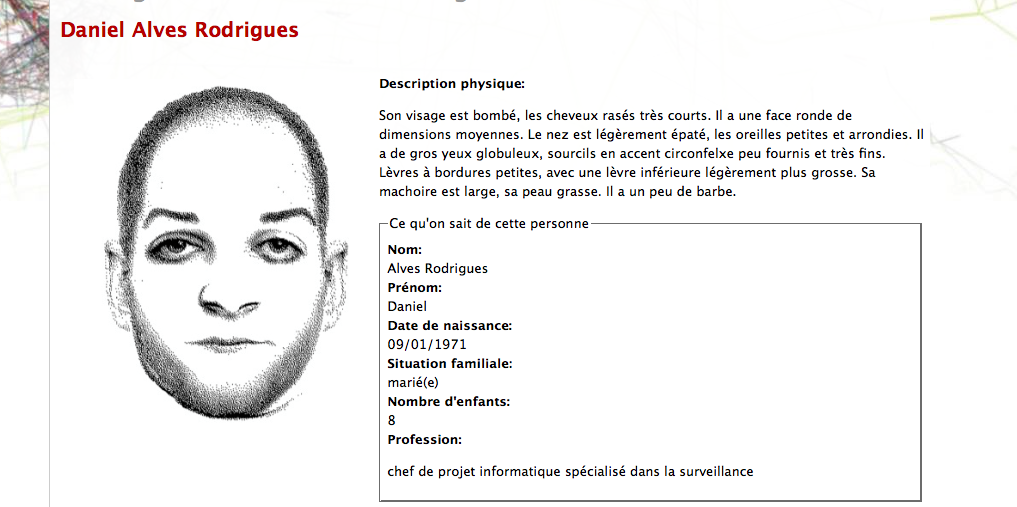 Daniel Alves Rodrigues
Description physique:
Son visage est bombé, les cheveux rasés très courts. Il a une face ronde de
dimensions moyennes. Le nez est légèrement épaté, les oreilles petites et arrondies. Il
a de gros yeux globuleux, sourcils en accent circonfelxe peu fournis et très fins.
Lèvres à bordures petites, avec une lèvre inférieure légèrement plus grosse. Sa
machoire est large, sa peau grasse. Il a un peu de barbe.
Ce qu'on sait de cette personne
Nom:
Alves Rodrigues
Prénom:
Daniel
Date de naissance:
09/01/1971
Situation familiale:
marié(e)
Nombre d'enfants:
8
Profession:
chef de projet informatique spécialisé dans la surveillance